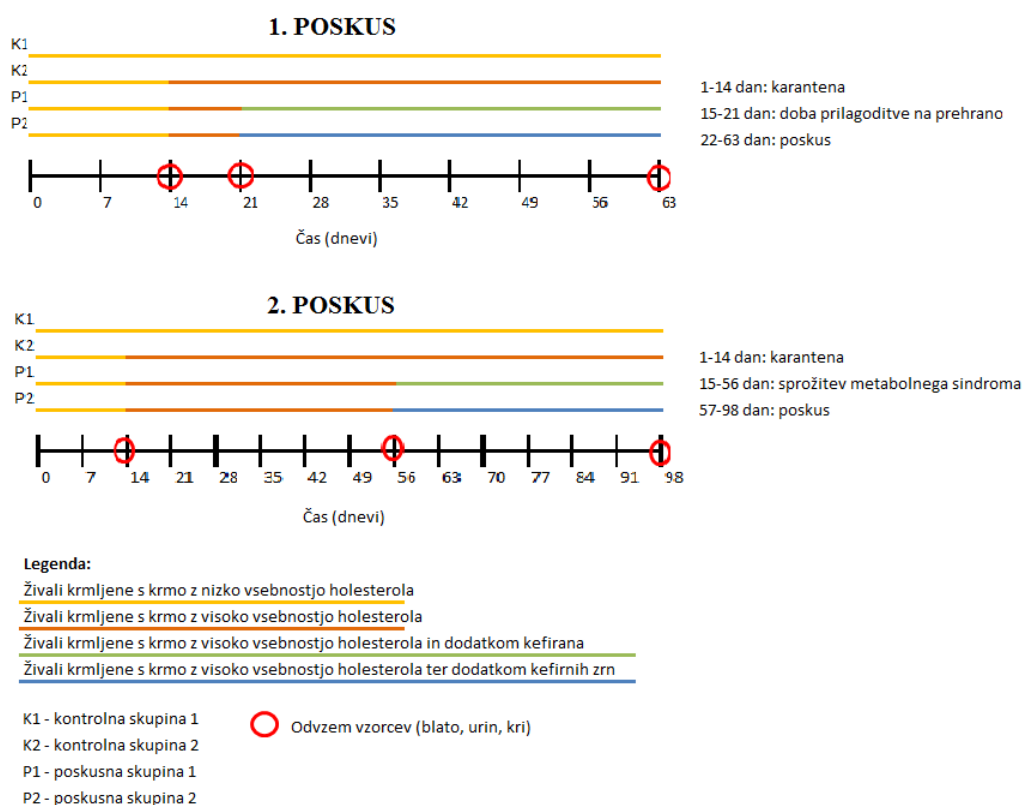 1. POSKUS
K1
K2
P1
P2
1-14 dan: karantena
15-21 dan: doba prilagoditve na prehrano
22-63 dan: poskus
0 7 14 21 28 35 42 49 56 63
Čas (dnevi)
2. POSKUS
K1
K2
P1
P2
1-14 dan: karantena
15-56 dan: sprožitev metabolnega sindroma
57-98 dan: poskus
0 7 14 21 28 35 42 49 56 63 70 77 84 91 98
Čas (dnevi)
Legenda:
Živali krmljene s krmo z nizko vsebnostjo holesterola
Živali krmljene s krmo z visoko vsebnostjo holesterola
Živali krmljene s krmo z visoko vsebnostjo holesterola in dodatkom kefirana
Živali krmljene s krmo z visoko vsebnostjo holesterola ter dodatkom kefirnih zrn
K1 - kontrolna skupina 1
K2 - kontrolna skupina 2
P1 - poskusna skupina 1
P2 - poskusna skupina 2
Odvzem vzorcev (blato, urin, kri)